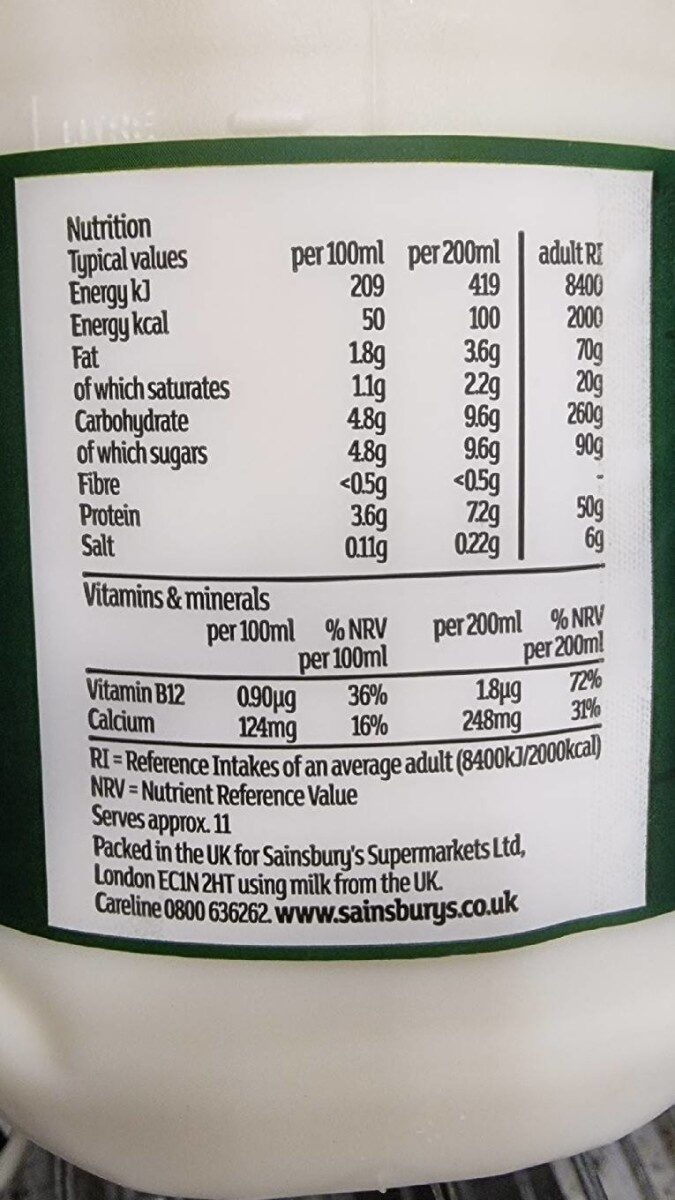 Nutrition
Typical values per 100ml per 200ml adult RI
Energy kJ 209 419 8400
Energy kcal 50 100 2000
Fat 1.8g 3.6g 70g
of which saturates 1.1g 2.2g 20g
Carbohydrate 4.8g 9.6g 260g
of which sugars 4.8g 9.6g 90g
Fibre <0.5g <0.5g -
Protein 3.6g 7.2g 50g
Salt 0.11g 0.22g 6g
Vitamins & minerals
per 100ml % NRV per 200ml % NRV
per 100ml per 200ml
Vitamin B12 0.90µg 36% 1.8µg 72%
Calcium 124mg 16% 248mg 31%
RI = Reference Intakes of an average adult (8400kJ/2000kcal)
NRV = Nutrient Reference Value
Serves approx. 11
Packed in the UK for Sainsbury's Supermarkets Ltd,
London EC1N 2HT using milk from the UK.
Careline 0800 636262. www.sainsburys.co.uk